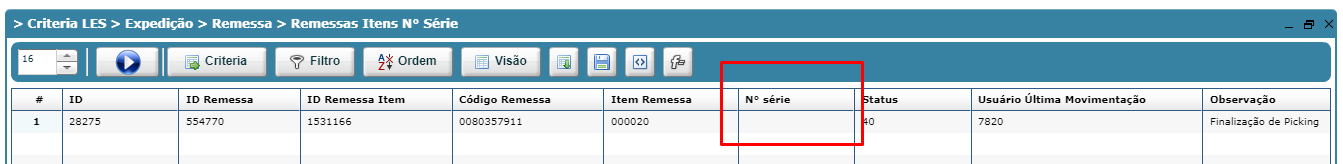 > Criteria LES > Expedição > Remessa > Remessas Itens Nº Série
16 Criteria Filtro Ordem Visão
# ID ID Remessa ID Remessa Item Código Remessa Item Remessa Nº série Status Usuário Última Movimentação Observação
1 28275 554770 1531166 0080357911 000020 40 7820 Finalização de Picking